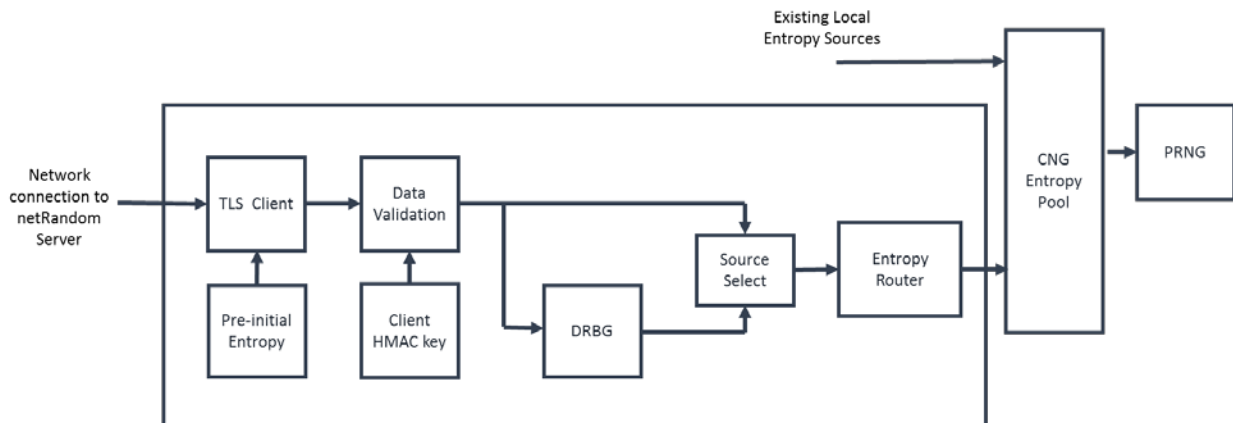 Existing Local
Entropy Sources
CNG
Entropy
Pool
PRNG
Network
connection to
netRandom
Server
TLS Client
Data
Validation
Source
Select
Entropy
Router
Pre-initial
Entropy
Client
HMAC key
DRBG